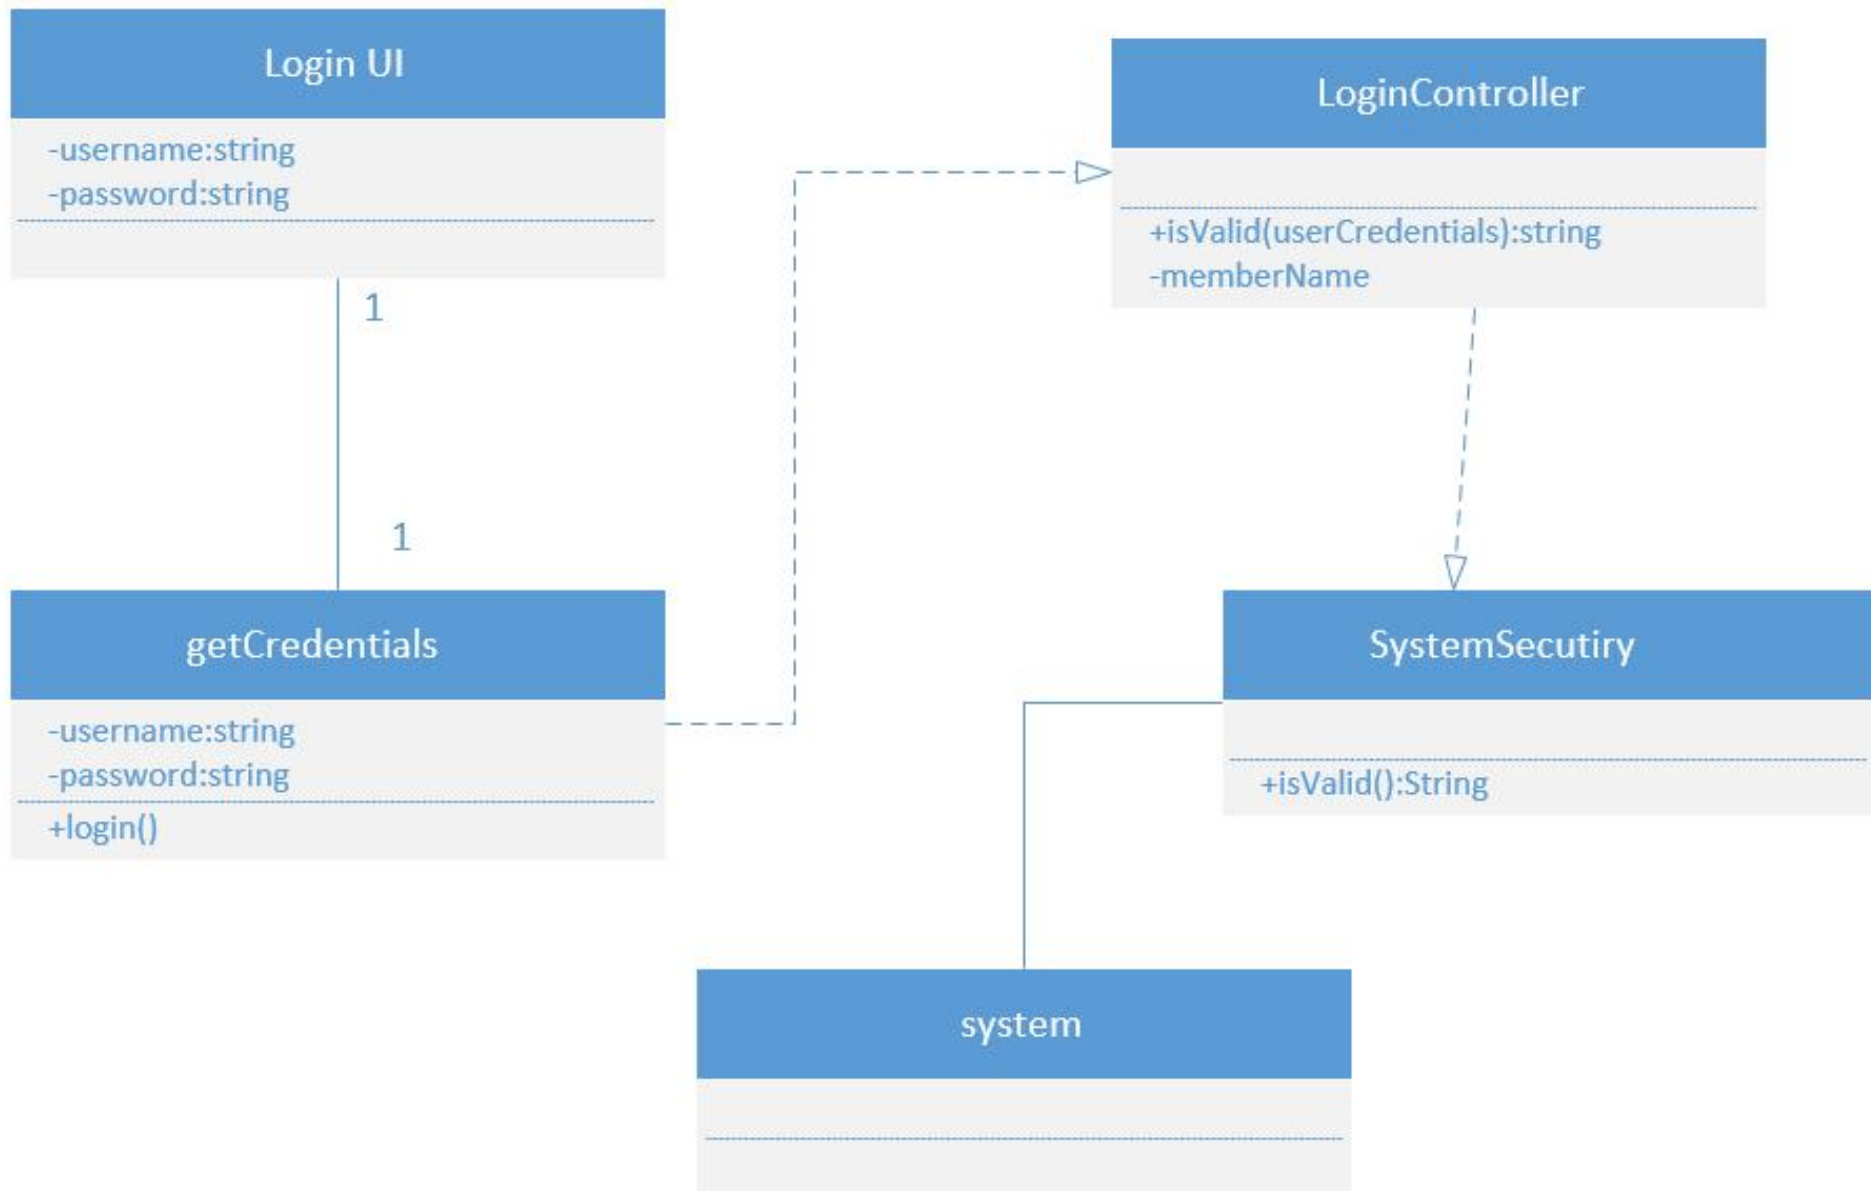 Login UI
-username:string
-password:string
1
1
getCredentials
-username:string
-password:string
+login()
LoginController
+isValid(userCredentials):string
-memberName
SystemSecutiry
+isValid():String
system